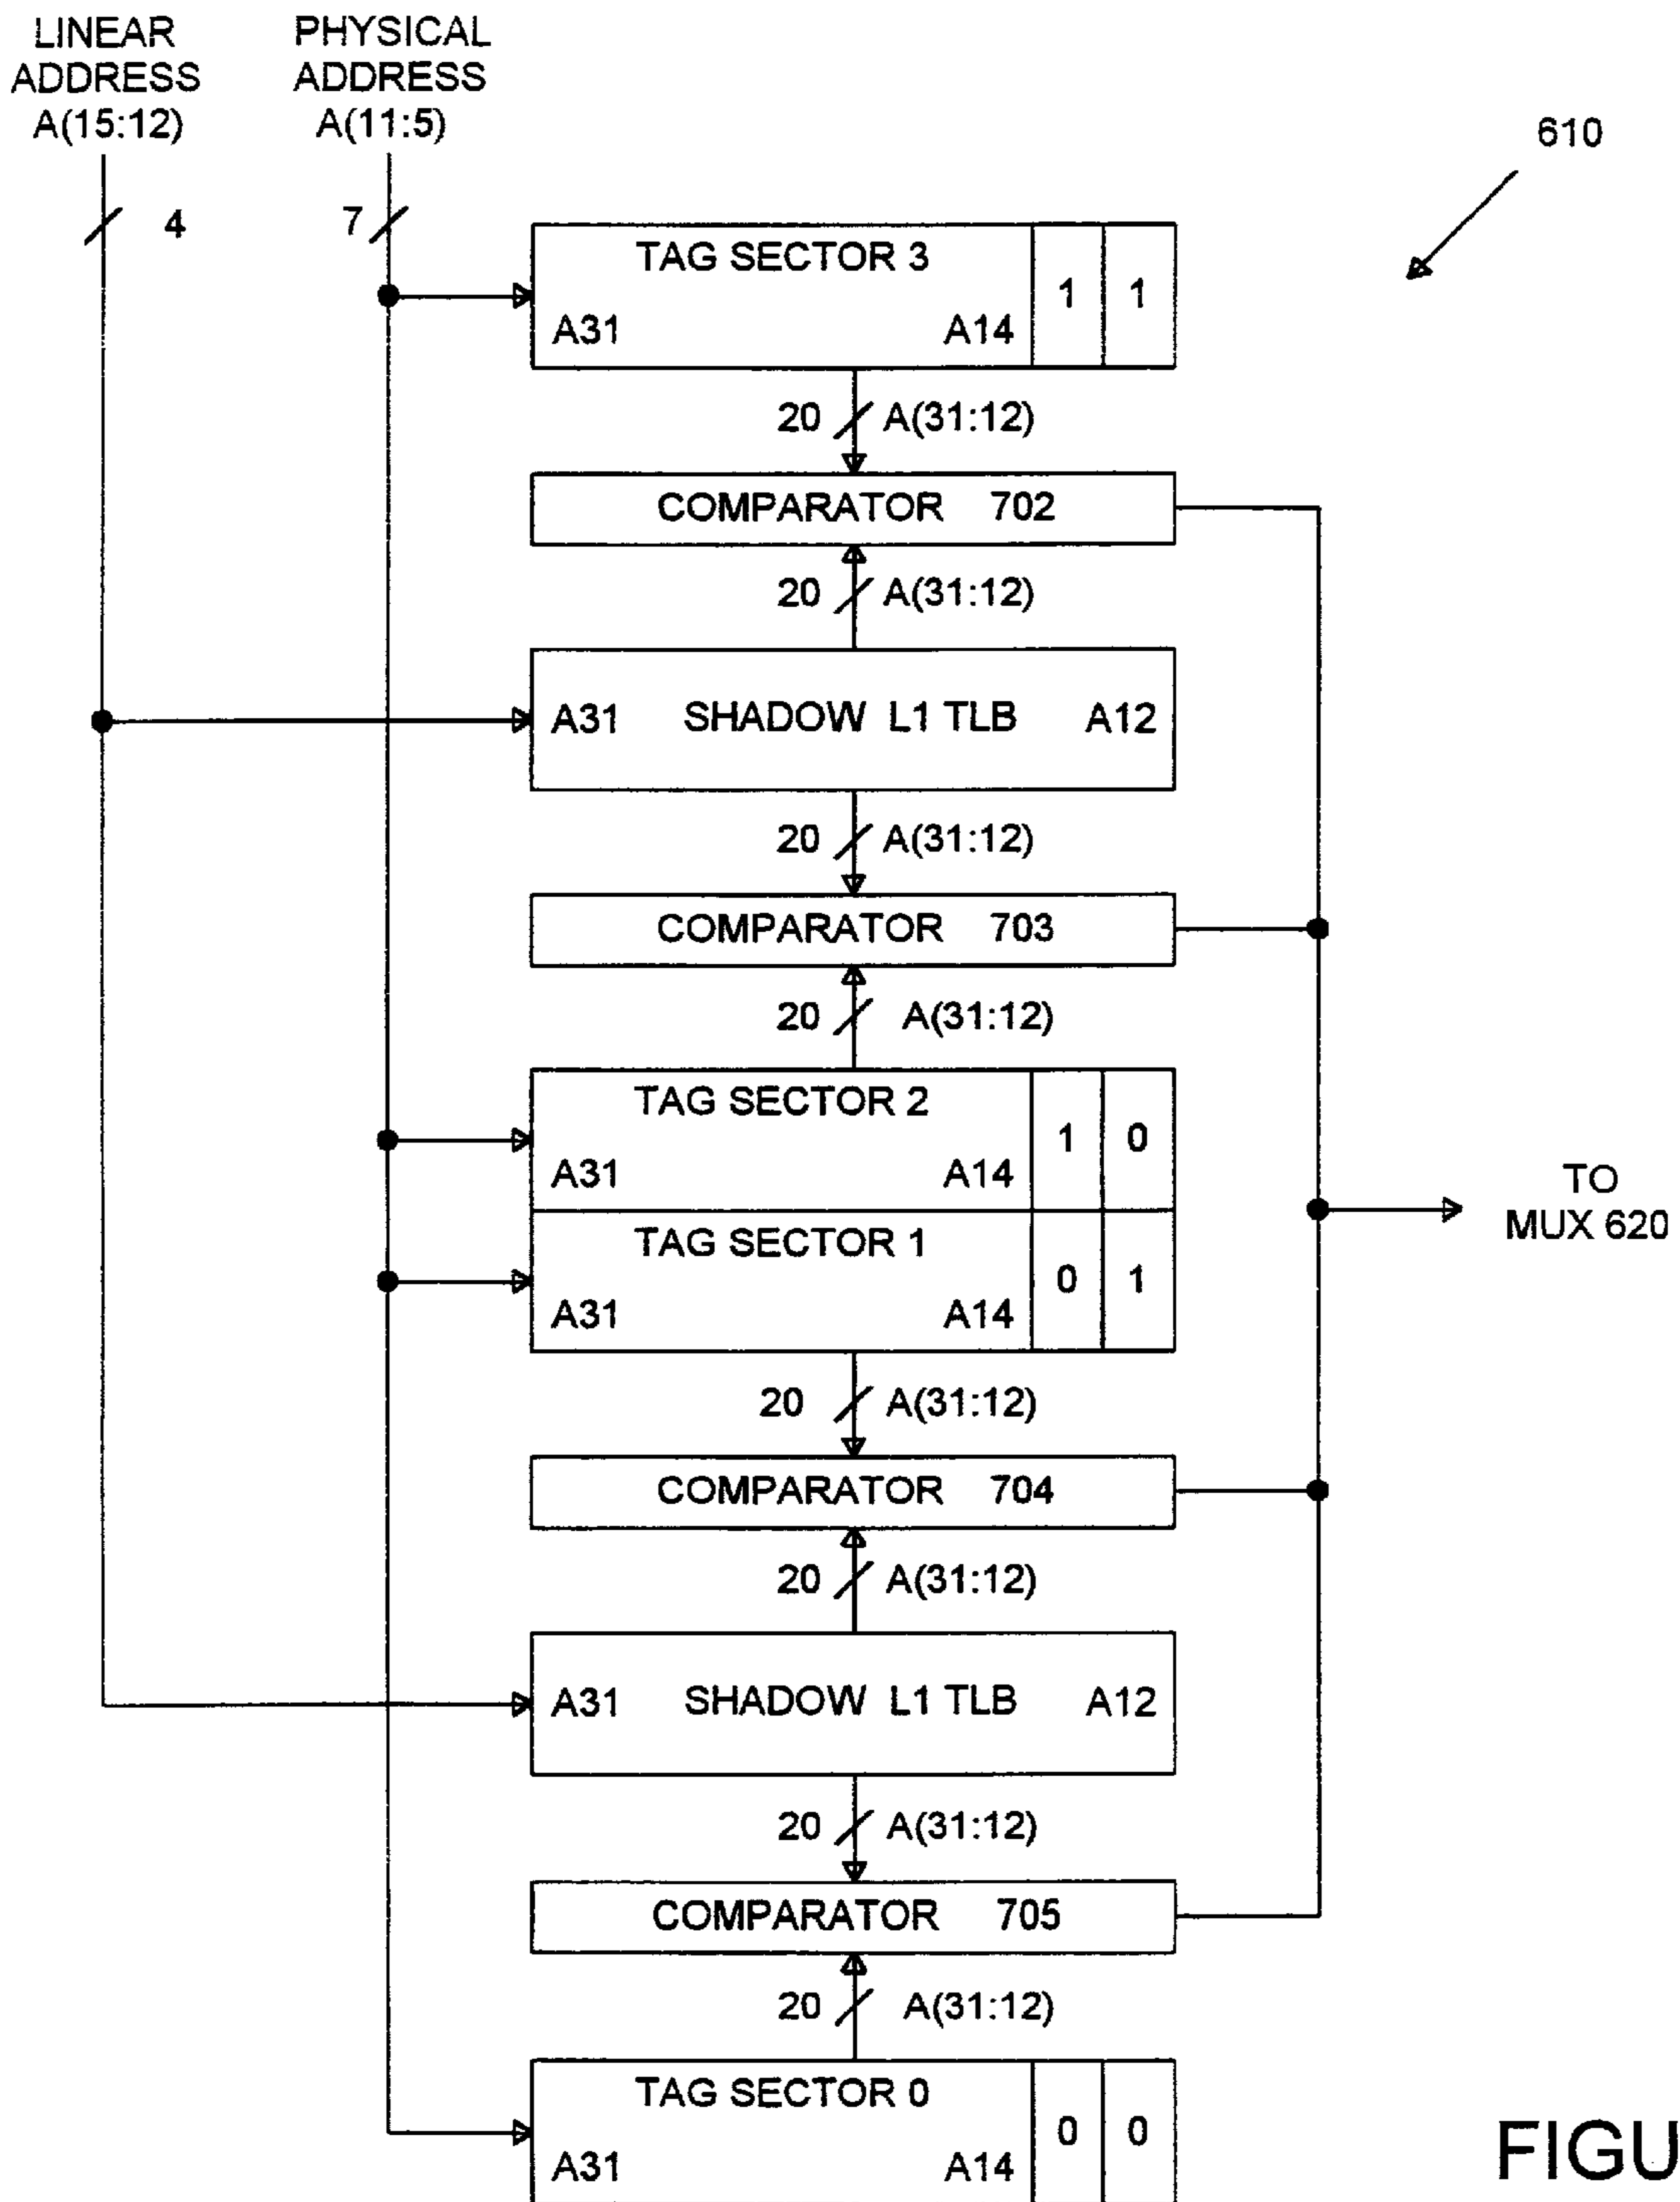 LINEAR
ADDRESS
A(15:12)
PHYSICAL
ADDRESS
A(11:5)
610
4
7
TAG SECTOR 3
1 1
A31 A14
20 A(31:12)
COMPARATOR 702
20 A(31:12)
A31 SHADOW L1 TLB A12
20 A(31:12)
COMPARATOR 703
20 A(31:12)
TAG SECTOR 2
1 0
A31 A14
TO
MUX 620
TAG SECTOR 1
0 1
A31 A14
20 A(31:12)
COMPARATOR 704
20 A(31:12)
A31 SHADOW L1 TLB A12
20 A(31:12)
COMPARATOR 705
20 A(31:12)
TAG SECTOR 0
0 0
A31 A14
FIGU